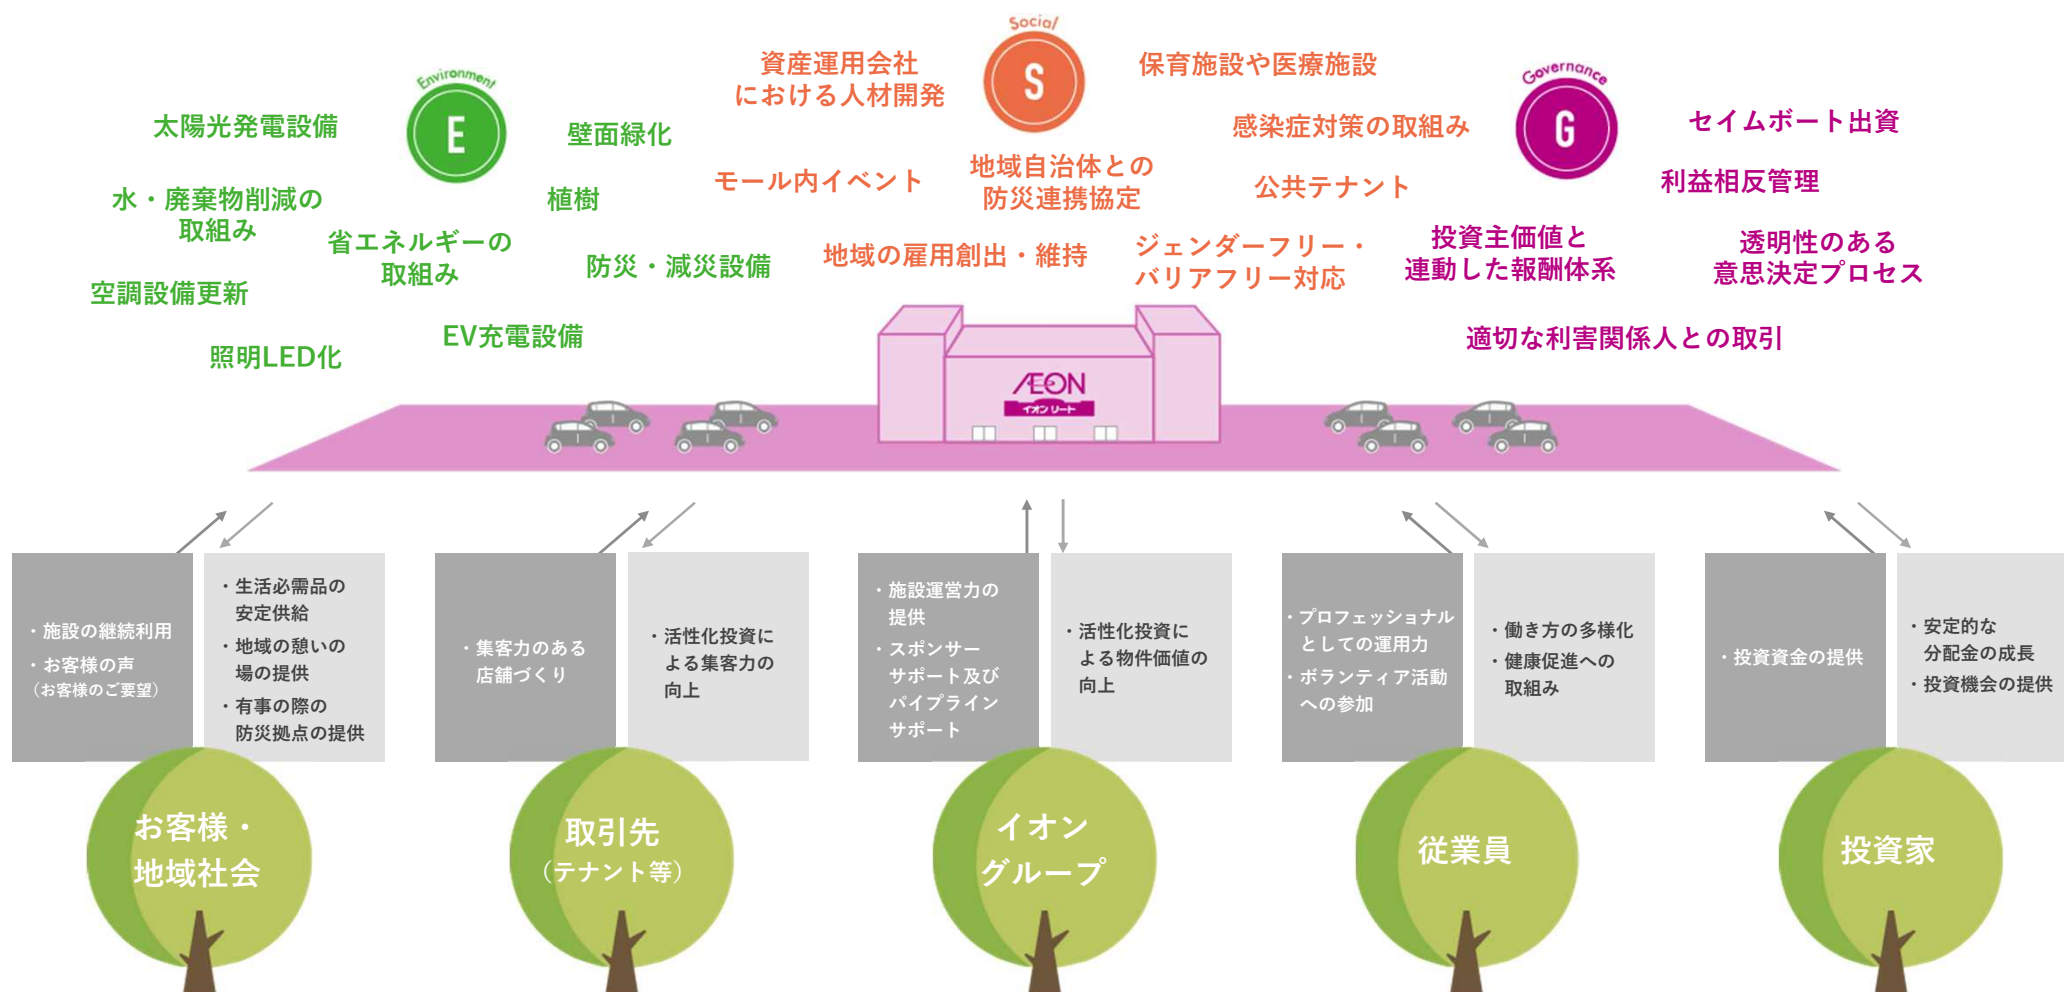 Environment
E
太陽光発電設備
壁面緑化
水・廃棄物削減の
取組み
植樹
省エネルギーの
取組み
防災・減災設備
空調設備更新
EV充電設備
照明LED化
Social
S
資産運用会社
における人材開発
保育施設や医療施設
感染症対策の取組み
モール内イベント
地域自治体との
防災連携協定
公共テナント
地域の雇用創出・維持
ジェンダーフリー・
バリアフリー対応
Governance
G
セイムボート出資
利益相反管理
投資主価値と
連動した報酬体系
透明性のある
意思決定プロセス
適切な利害関係人との取引
ÆON
イオン リート
・施設の継続利用
・お客様の声
（お客様のご要望）
・生活必需品の
安定供給
・地域の憩いの
場の提供
・有事の際の
防災拠点の提供
お客様・
地域社会
・集客力のある
店舗づくり
・活性化投資に
よる集客力の
向上
取引先
（テナント等）
・施設運営力の
提供
・スポンサー
サポート及び
パイプライン
サポート
・活性化投資に
よる物件価値の
向上
イオン
グループ
・プロフェッショナル
としての運用力
・ボランティア活動
への参加
・働き方の多様化
・健康促進への
取組み
従業員
・投資資金の提供
・安定的な
分配金の成長
・投資機会の提供
投資家